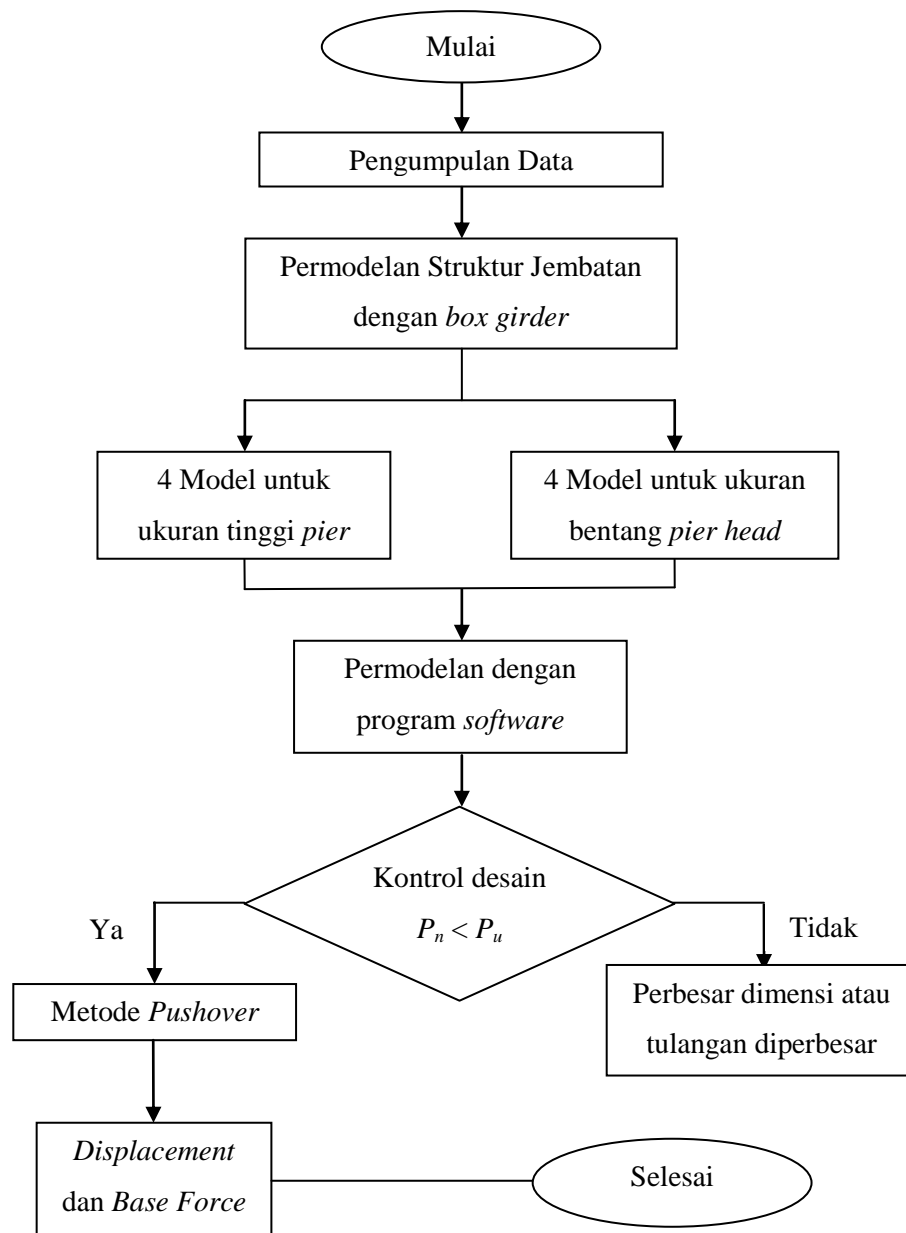 Mulai
Pengumpulan Data
Permodelan Struktur Jembatan
dengan box girder
4 Model untuk
ukuran tinggi pier
4 Model untuk ukuran
bentang pier head
Permodelan dengan
program software
Kontrol desain
Pn < Pu
Ya
Tidak
Metode Pushover
Perbesar dimensi atau
tulangan diperbesar
Displacement
dan Base Force
Selesai